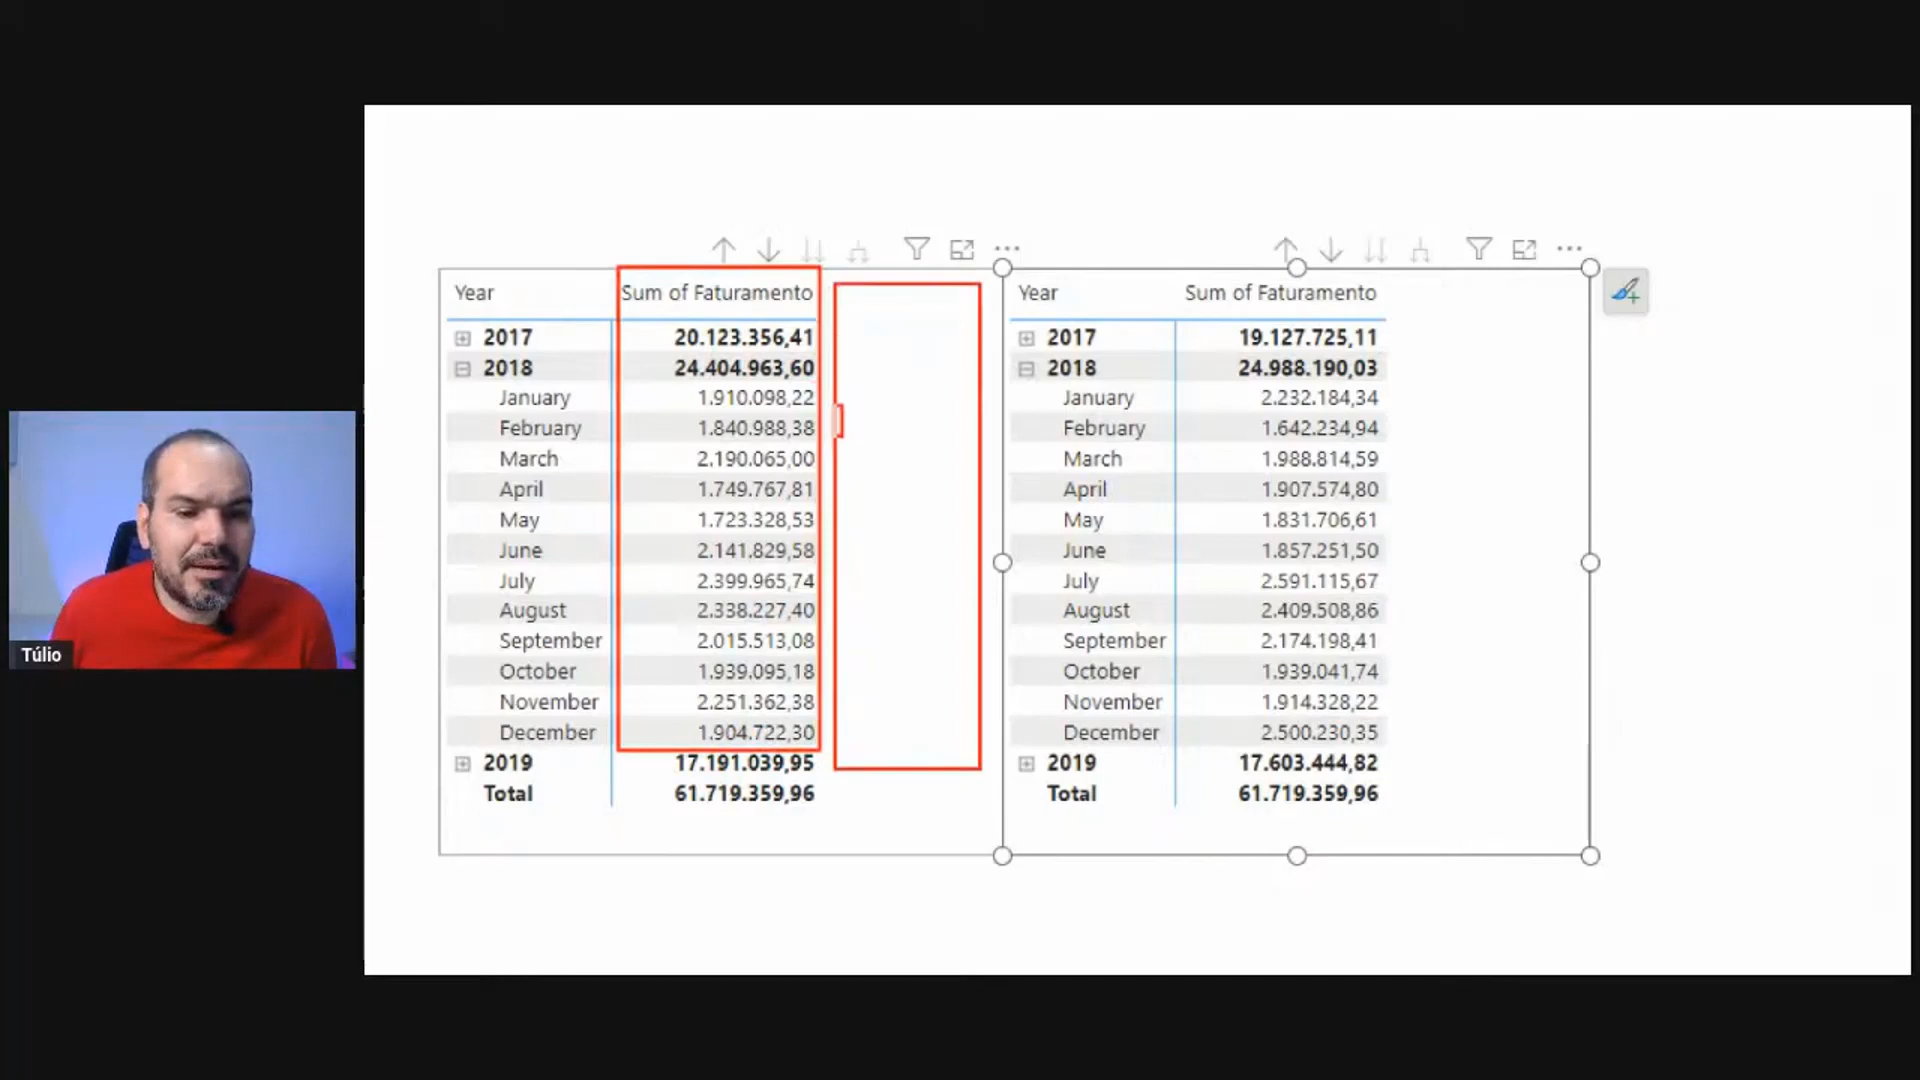 Year Sum of Faturamento
2017 20.123.356,41
2018 24.404.963,60
January 1.910.098,22
February 1.840.988,38
March 2.190.065,00
April 1.749.767,81
May 1.723.328,53
June 2.141.829,58
July 2.399.965,74
August 2.338.227,40
September 2.015.513,08
October 1.939.095,18
November 2.251.362,38
December 1.904.722,30
2019 17.191.039,95
Total 61.719.359,96
Year Sum of Faturamento
2017 19.127.725,11
2018 24.988.190,03
January 2.232.184,34
February 1.642.234,94
March 1.988.814,59
April 1.907.574,80
May 1.831.706,61
June 1.857.251,50
July 2.591.115,67
August 2.409.508,86
September 2.174.198,41
October 1.939.041,74
November 1.914.328,22
December 2.500.230,35
2019 17.603.444,82
Total 61.719.359,96
Túlio